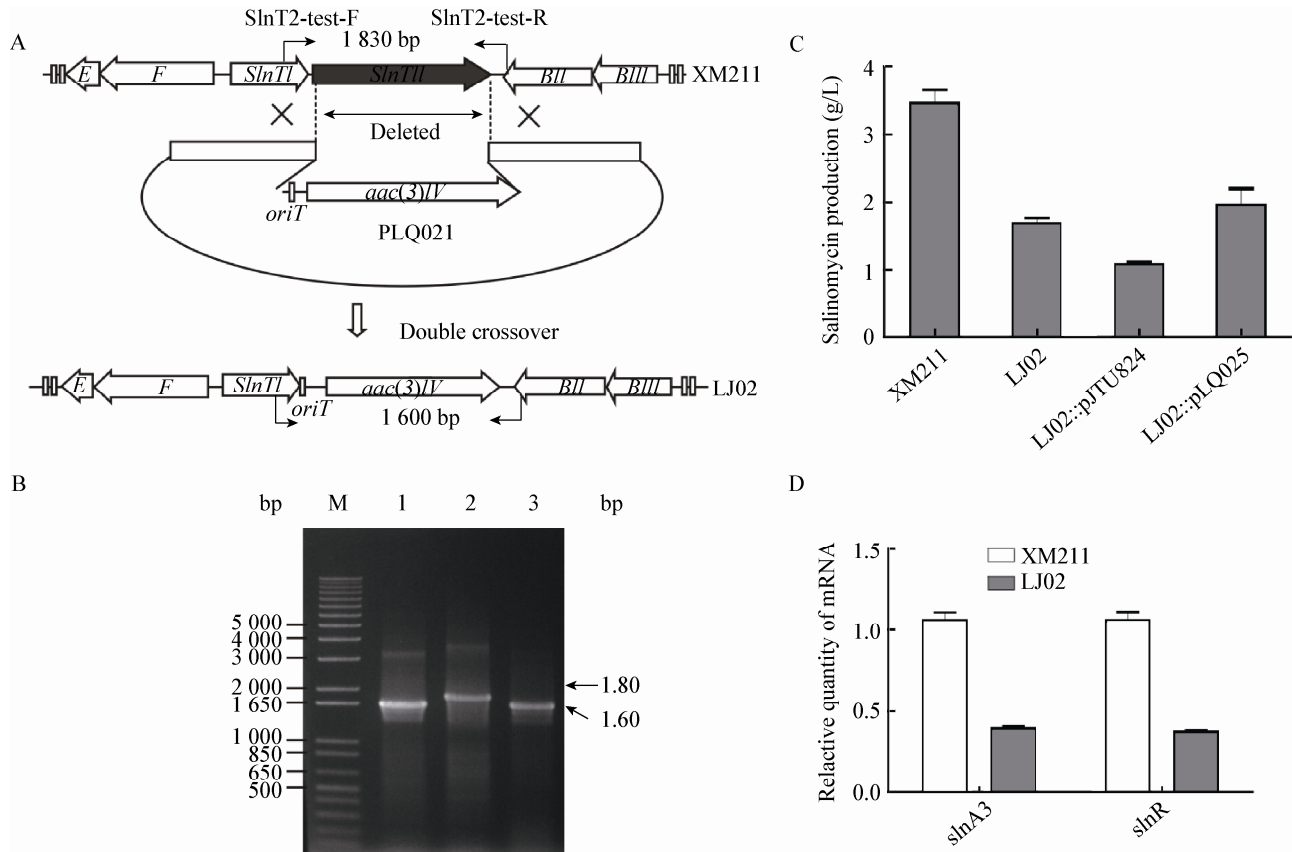 A
SlnT2-test-F
SlnT2-test-R
1 830 bp
E
F
SlnTI
SlnTII
BII
BIII
XM211
Deleted
oriT
aac(3)IV
PLQ021
Double crossover
E
F
SlnTI
oriT
aac(3)IV
BII
BIII
LJ02
1 600 bp
B
bp
M
1
2
3
bp
5 000
4 000
3 000
2 000
1 650
1 000
850
650
500
1.80
1.60
C
Salinomycin production (g/L)
4
3
2
1
0
XM211
LJ02
LJ02::pJTU824
LJ02::pLQ025
D
Relactive quantity of mRNA
1.5
1.0
0.5
0.0
XM211
LJ02
slnA3
slnR